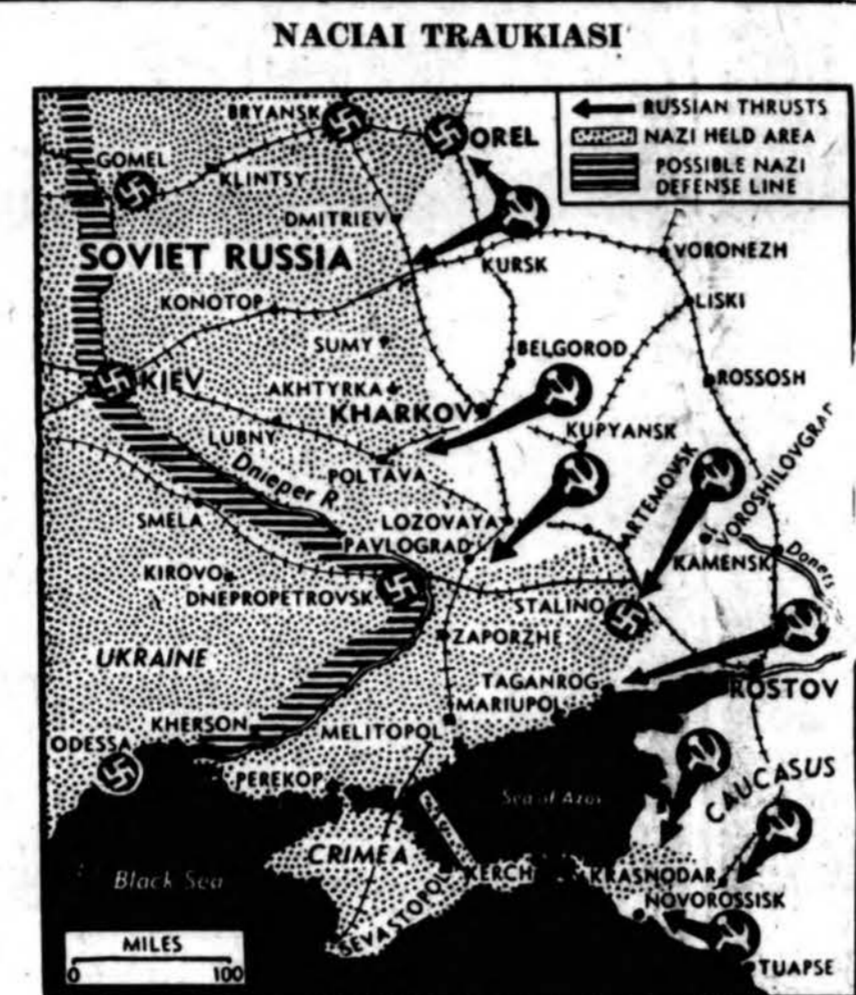 NACIAI TRAUKIASI
RUSSIAN THRUSTS
NAZI HELD AREA
POSSIBLE NAZI
DEFENSE LINE
BRYANSK
OREL
GOMEL
KLINTSY
DMITRIEV
SOVIET RUSSIA
KURSK
VORONEZH
KONOTOP
LISKI
SUMY
BELGOROD
KIEV
AKHTYRKA
ROSSOSH
KHARKOV
LUBNY
KUPYANSK
Dnieper R.
POLTAVA
ARTEMOVSK
VOROSHILOVGRAD
SMELA
LOZOVAYA
PAVLOGRAD
KAMENSK
Donets
KIROVO
DNEPROPETROVSK
STALINO
ZAPORZHE
UKRAINE
TAGANROG
MARIUPOL
ROSTOV
KHERSON
MELITOPOL
ODESSA
PEREKOP
Sea of Azov
CAUCASUS
CRIMEA
Black Sea
KERCH
KRASNODAR
NOVOROSSISK
SEVASTOPOL
MILES
0 100
TUAPSE